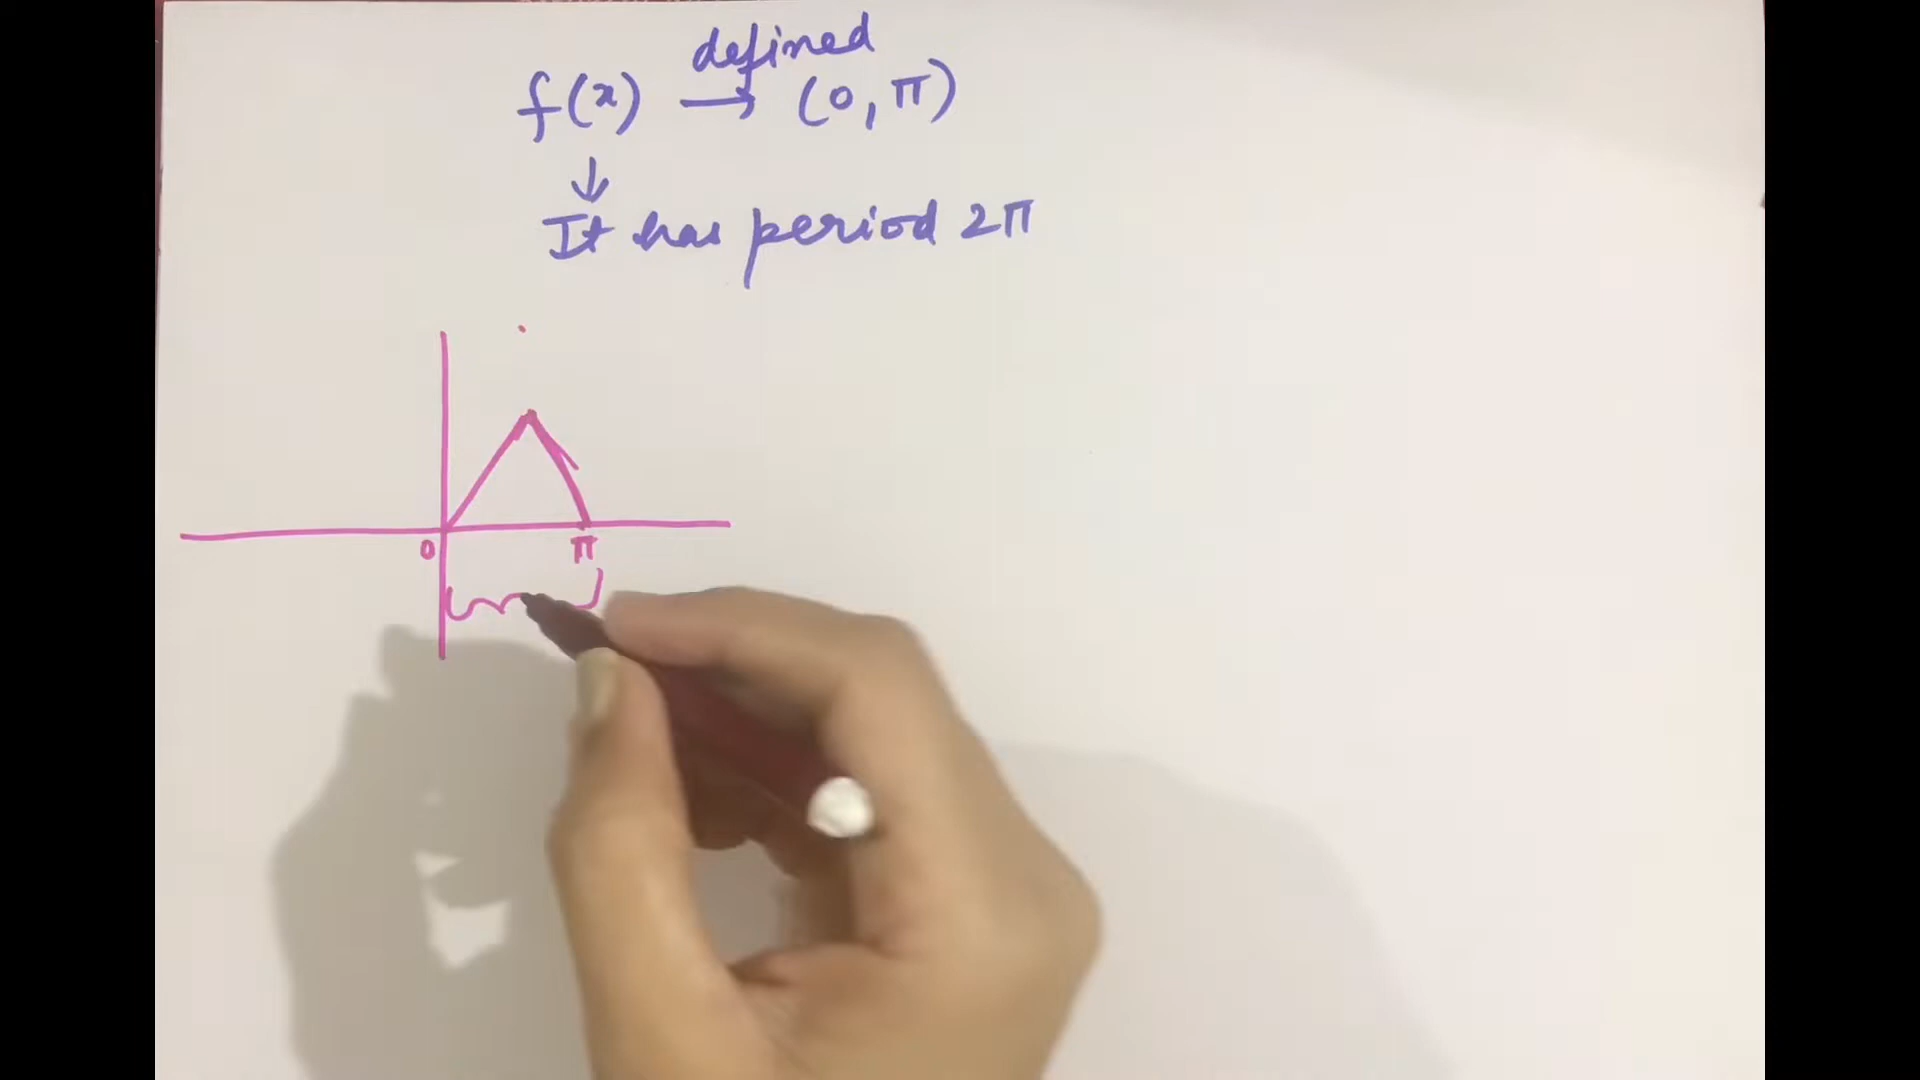 defined
f(x) → (0, π)
↓
It has period 2π
0 π